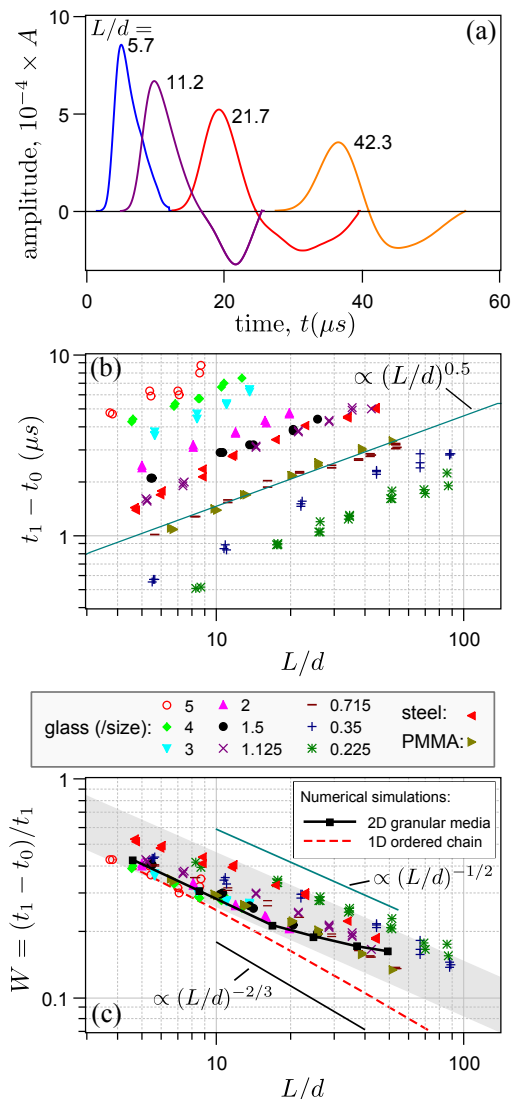 (a)
L/d =
5.7
11.2
21.7
42.3
amplitude, 10⁻⁴ × A
10
5
0
0
20
40
60
time, t(μs)
(b)
∝ (L/d)^0.5
t₁ − t₀ (μs)
10
1
10
100
L/d
glass (/size):
5
4
3
2
1.5
1.125
0.715
0.35
0.225
steel:
PMMA:
Numerical simulations:
2D granular media
1D ordered chain
∝ (L/d)^−1/2
∝ (L/d)^−2/3
(c)
W = (t₁ − t₀)/t₁
1
0.1
10
100
L/d